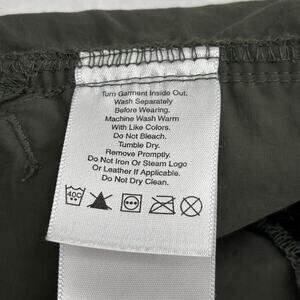 Turn Garment Inside Out.
Wash Separately
Before Wearing.
Machine Wash Warm
With Like Colors.
Do Not Bleach.
Tumble Dry.
Remove Promptly.
Do Not Iron Or Steam Logo
Or Leather If Applicable.
Do Not Dry Clean.
40C